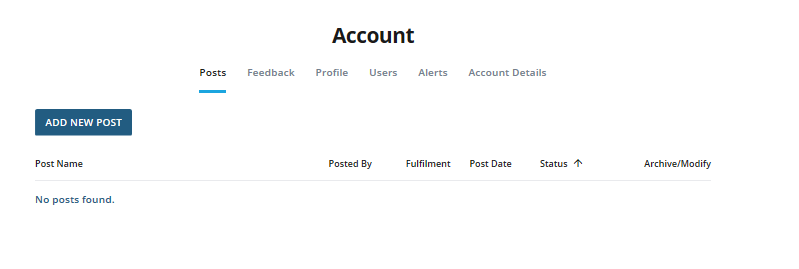 Account
Posts Feedback Profile Users Alerts Account Details
ADD NEW POST
Post Name Posted By Fulfilment Post Date Status ↑ Archive/Modify
No posts found.